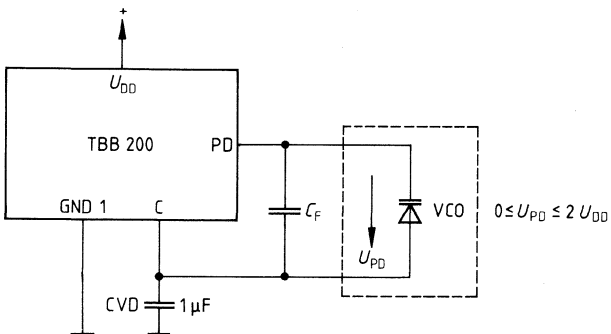 +
U_DD
TBB 200
PD
GND 1
C
C_F
U_PD
VCO
0 ≤ U_PD ≤ 2 U_DD
CVD
1 µF